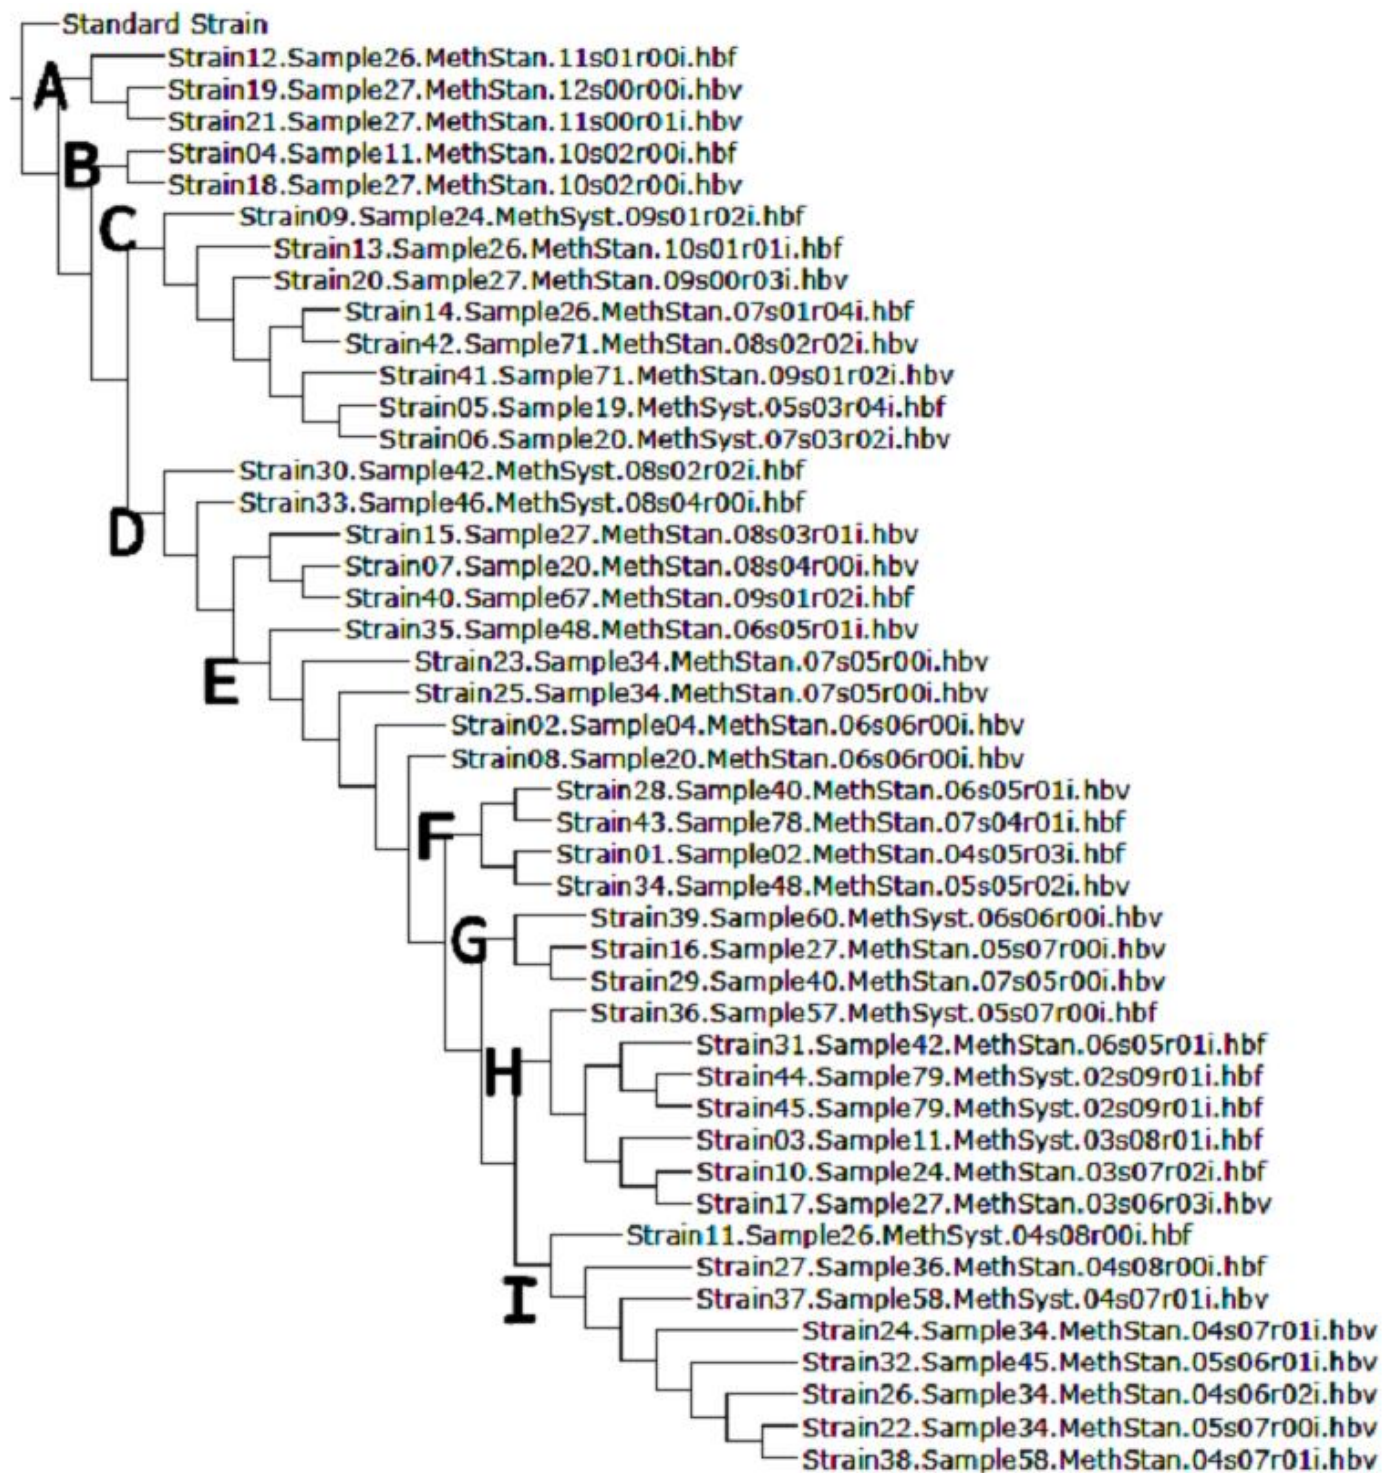 Standard Strain
Strain12.Sample26.MethStan.11s01r00i.hbf
A
Strain19.Sample27.MethStan.12s00r00i.hbv
Strain21.Sample27.MethStan.11s00r01i.hbv
Strain04.Sample11.MethStan.10s02r00i.hbf
B
Strain18.Sample27.MethStan.10s02r00i.hbv
Strain09.Sample24.MethSyst.09s01r02i.hbf
C
Strain13.Sample26.MethStan.10s01r01i.hbf
Strain20.Sample27.MethStan.09s00r03i.hbv
Strain14.Sample26.MethStan.07s01r04i.hbf
Strain42.Sample71.MethStan.08s02r02i.hbv
Strain41.Sample71.MethStan.09s01r02i.hbv
Strain05.Sample19.MethSyst.05s03r04i.hbf
Strain06.Sample20.MethSyst.07s03r02i.hbv
Strain30.Sample42.MethSyst.08s02r02i.hbf
Strain33.Sample46.MethSyst.08s04r00i.hbf
D
Strain15.Sample27.MethStan.08s03r01i.hbv
Strain07.Sample20.MethStan.08s04r00i.hbv
Strain40.Sample67.MethStan.09s01r02i.hbf
Strain35.Sample48.MethStan.06s05r01i.hbv
Strain23.Sample34.MethStan.07s05r00i.hbv
E
Strain25.Sample34.MethStan.07s05r00i.hbv
Strain02.Sample04.MethStan.06s06r00i.hbv
Strain08.Sample20.MethStan.06s06r00i.hbv
Strain28.Sample40.MethStan.06s05r01i.hbv
Strain43.Sample78.MethStan.07s04r01i.hbf
F
Strain01.Sample02.MethStan.04s05r03i.hbf
Strain34.Sample48.MethStan.05s05r02i.hbv
Strain39.Sample60.MethSyst.06s06r00i.hbv
G
Strain16.Sample27.MethStan.05s07r00i.hbv
Strain29.Sample40.MethStan.07s05r00i.hbv
Strain36.Sample57.MethSyst.05s07r00i.hbf
Strain31.Sample42.MethStan.06s05r01i.hbf
H
Strain44.Sample79.MethSyst.02s09r01i.hbf
Strain45.Sample79.MethSyst.02s09r01i.hbf
Strain03.Sample11.MethSyst.03s08r01i.hbf
Strain10.Sample24.MethStan.03s07r02i.hbf
Strain17.Sample27.MethStan.03s06r03i.hbv
Strain11.Sample26.MethSyst.04s08r00i.hbf
Strain27.Sample36.MethStan.04s08r00i.hbf
I
Strain37.Sample58.MethSyst.04s07r01i.hbv
Strain24.Sample34.MethStan.04s07r01i.hbv
Strain32.Sample45.MethStan.05s06r01i.hbv
Strain26.Sample34.MethStan.04s06r02i.hbv
Strain22.Sample34.MethStan.05s07r00i.hbv
Strain38.Sample58.MethStan.04s07r01i.hbv